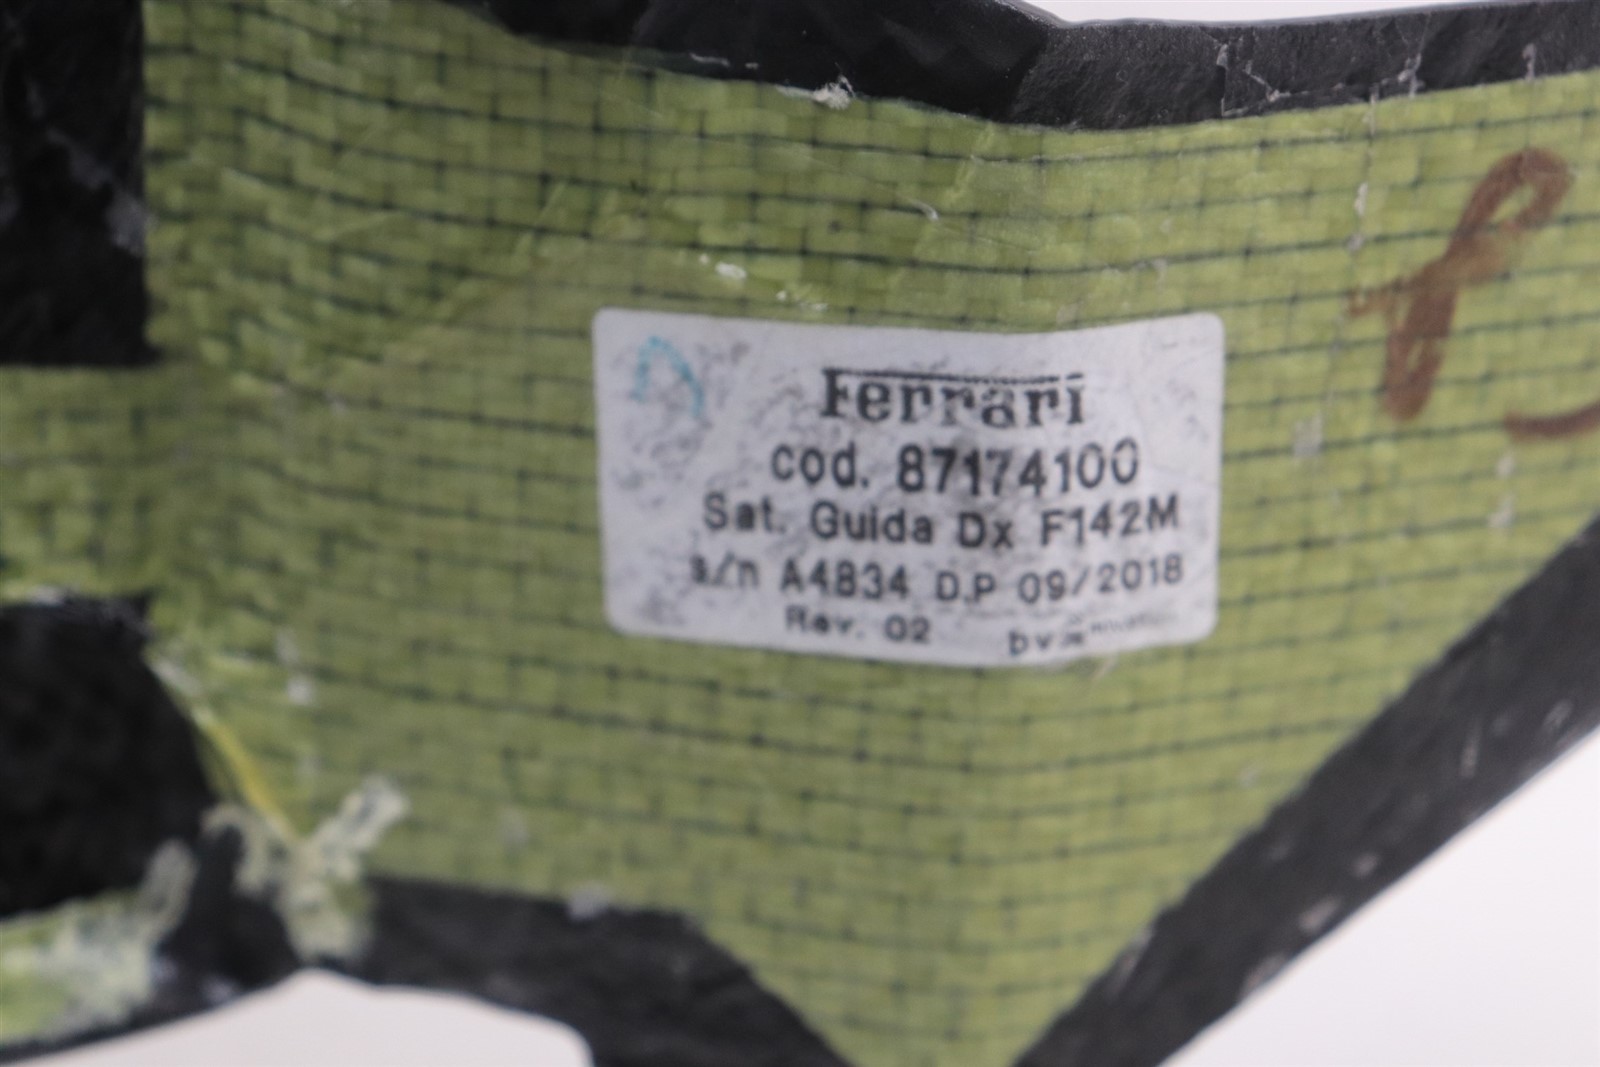 Ferrari
cod. 87174100
Sat. Guida Dx F142M
s/n A4834 D.P 09/2018
Rev. 02